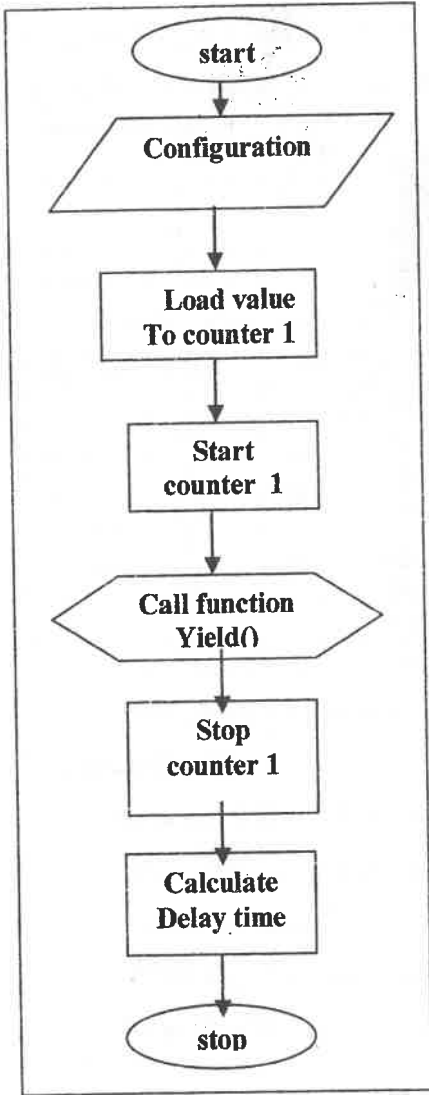 start
Configuration
Load value
To counter 1
Start
counter 1
Call function
Yield()
Stop
counter 1
Calculate
Delay time
stop